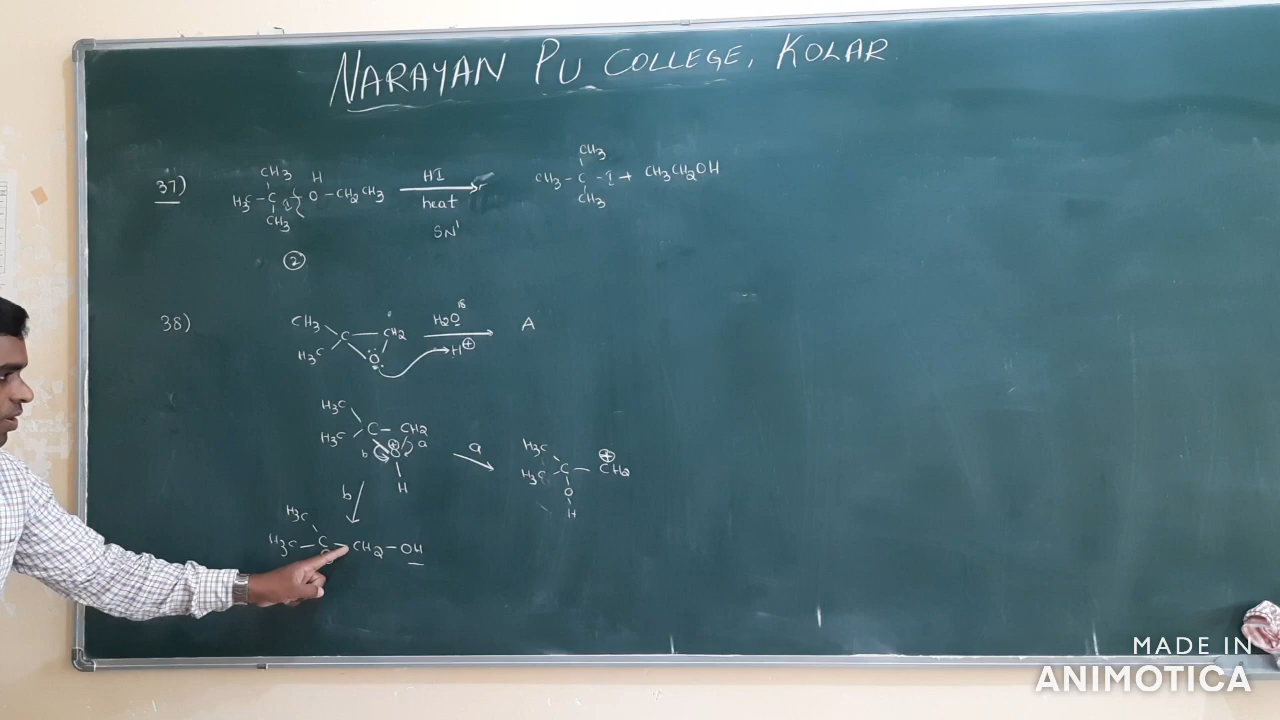 NARAYAN PU COLLEGE, KOLAR
37)
CH3 H
H3C - C - O - CH2CH3
CH3
HI
heat
SN1
CH3
CH3 - C - I + CH3CH2OH
CH3
2
38)
CH3
C - CH2
H3C
O
H2O18
H⊕
A
H3C
H3C C - CH2
b ⊕ a
H
a
H3C ⊕
H3C C - CH2
O
H
b
H3C
H3C - C - CH2 - OH
MADE IN
ANIMOTICA